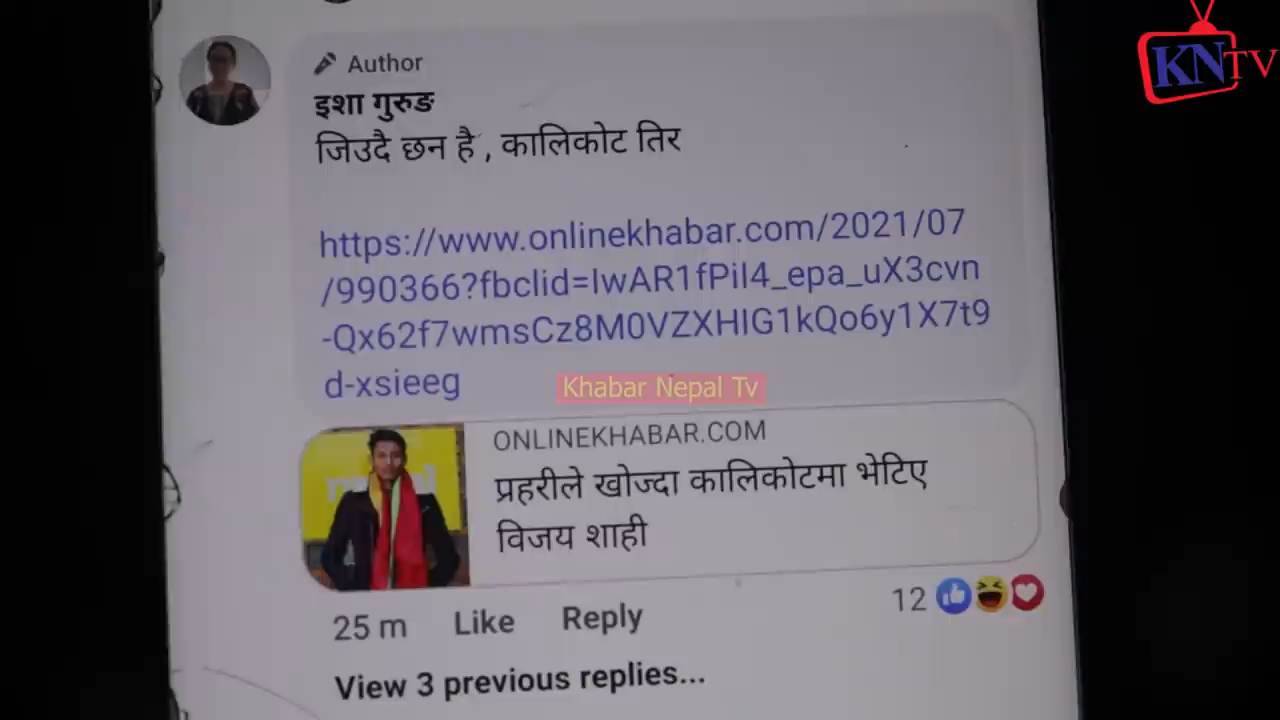 KNTV
Author
इशा गुरुङ
जिउदै छन है , कालिकोट तिर
https://www.onlinekhabar.com/2021/07
/990366?fbclid=IwAR1fPiI4_epa_uX3cvn
-Qx62f7wmsCz8M0VZXHIG1kQo6y1X7t9
d-xsieeg
Khabar Nepal Tv
ONLINEKHABAR.COM
प्रहरीले खोज्दा कालिकोटमा भेटिए
विजय शाही
12
25 m Like Reply
View 3 previous replies...